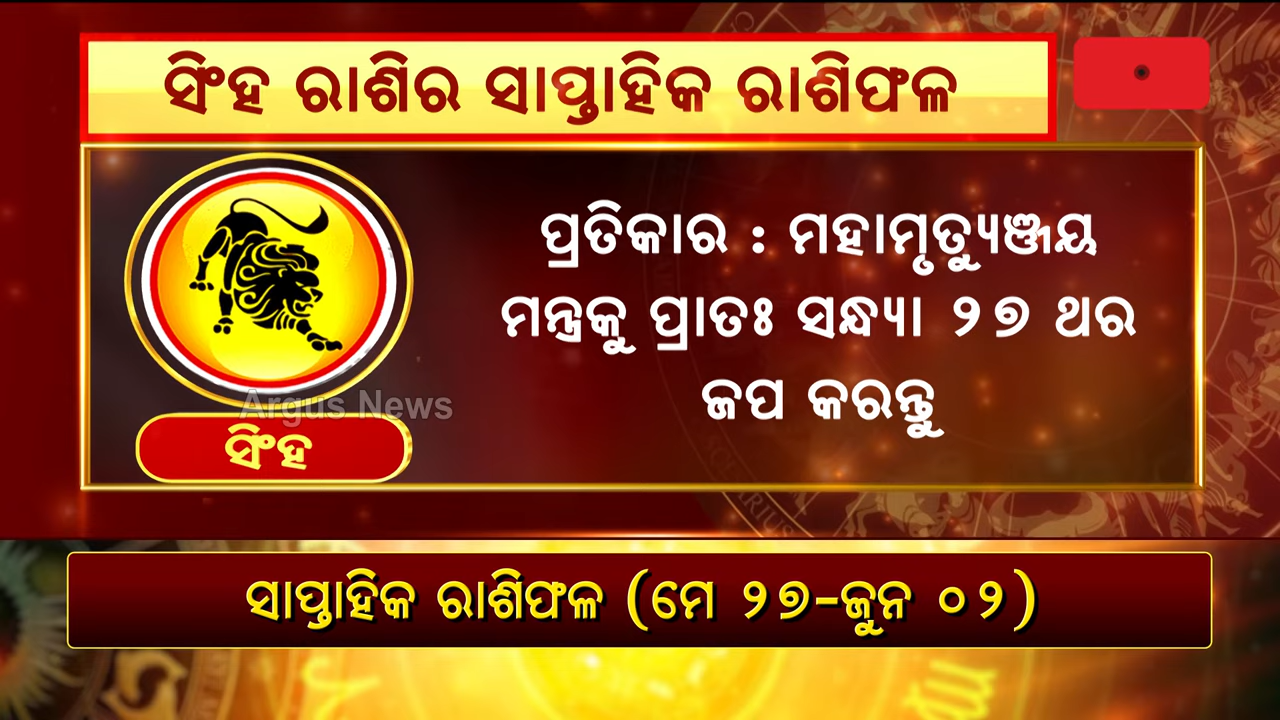 ସିଂହ ରାଶିର ସାପ୍ତାହିକ ରାଶିଫଳ
ପ୍ରତିକାର : ମହାମୃତ୍ୟୁଞ୍ଜୟ
ମନ୍ତ୍ରକୁ ପ୍ରାତଃ ସନ୍ଧ୍ୟା ୨୭ ଥର
ଜପ କରନ୍ତୁ
Argus News
ସିଂହ
ସାପ୍ତାହିକ ରାଶିଫଳ (ମେ ୨୭-ଜୁନ ୦୨)